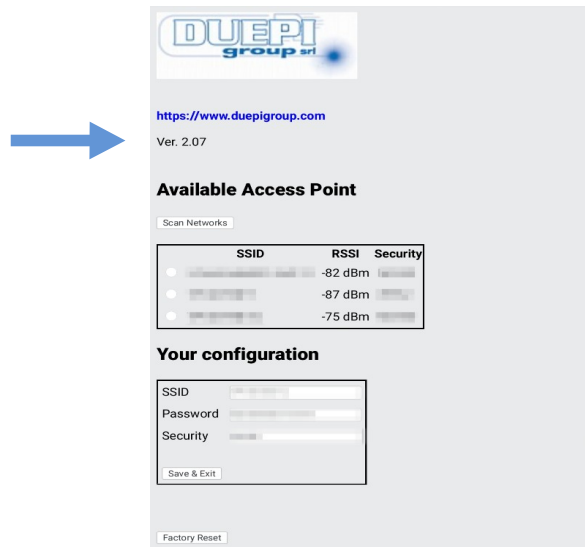 DUEPI
group srl
https://www.duepigroup.com
Ver. 2.07
Available Access Point
Scan Networks
SSID RSSI Security
-82 dBm
-87 dBm
-75 dBm
Your configuration
SSID
Password
Security
Save & Exit
Factory Reset